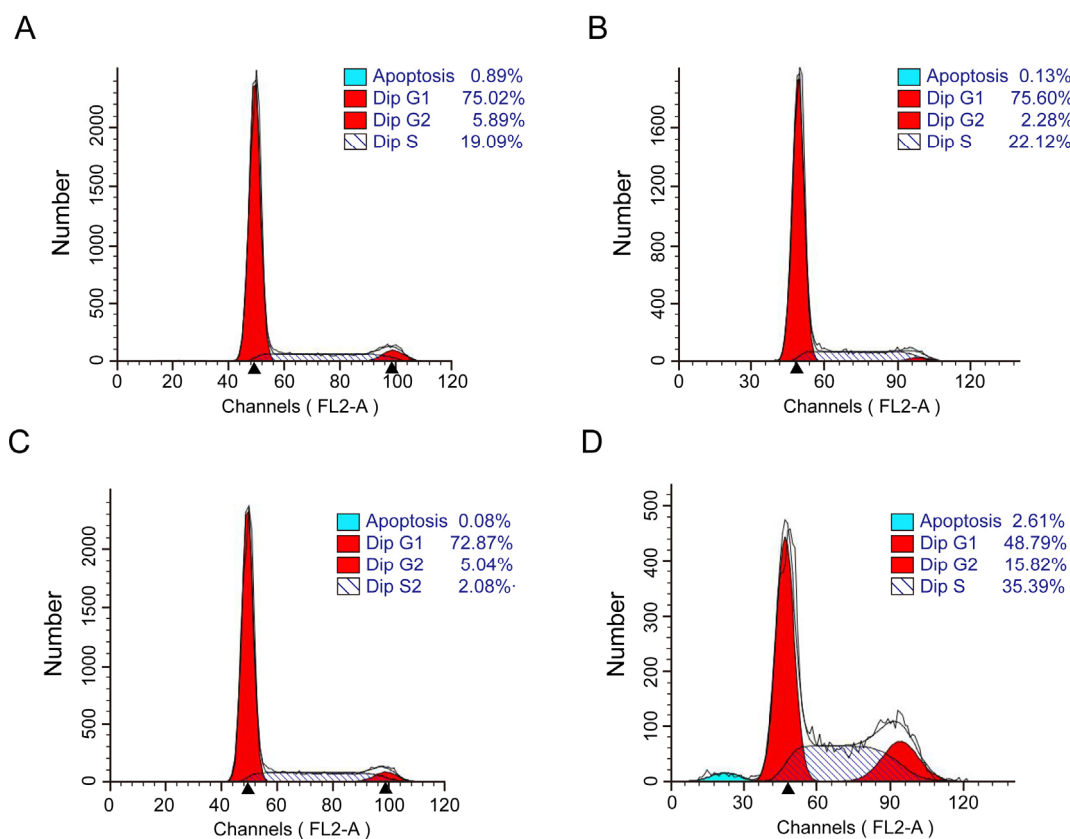 A
Apoptosis 0.89%
Dip G1 75.02%
Dip G2 5.89%
Dip S 19.09%
Number
2000
1500
1000
500
0
0 20 40 60 80 100 120
Channels ( FL2-A )
B
Apoptosis 0.13%
Dip G1 75.60%
Dip G2 2.28%
Dip S 22.12%
Number
1600
1200
800
400
0
0 30 60 90 120
Channels ( FL2-A )
C
Apoptosis 0.08%
Dip G1 72.87%
Dip G2 5.04%
Dip S2 2.08%·
Number
2000
1500
1000
500
0
0 20 40 60 80 100 120
Channels ( FL2-A )
D
Apoptosis 2.61%
Dip G1 48.79%
Dip G2 15.82%
Dip S 35.39%
Number
500
400
300
200
100
0
0 30 60 90 120
Channels ( FL2-A )